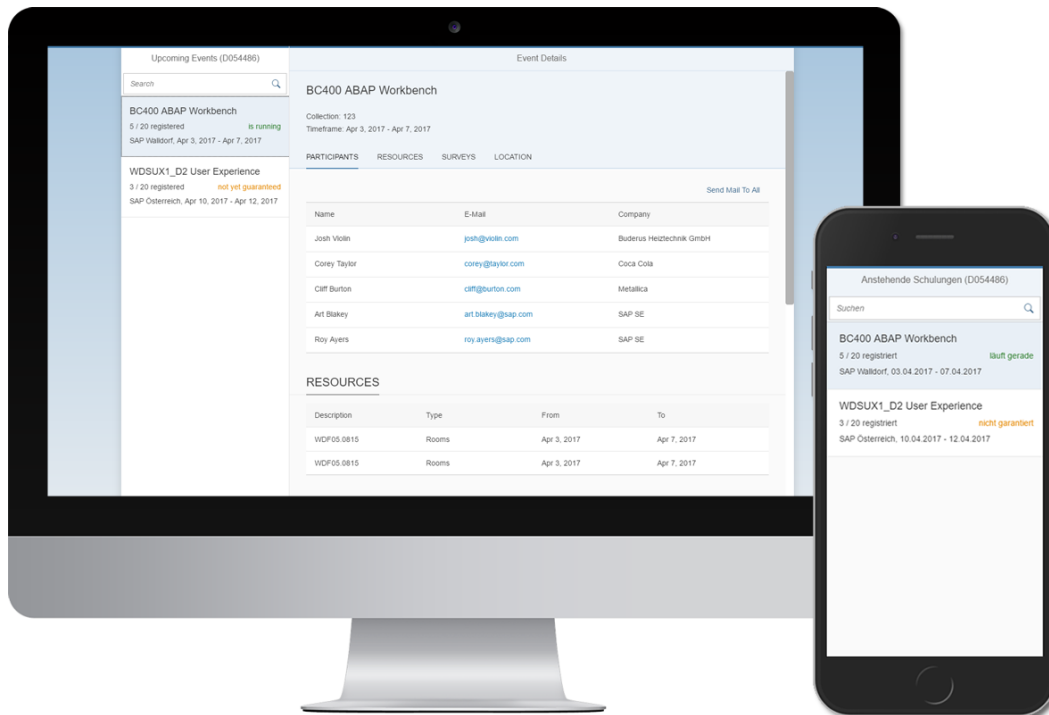 Upcoming Events (D054486)
Search
BC400 ABAP Workbench
5 / 20 registered is running
SAP Walldorf, Apr 3, 2017 - Apr 7, 2017
WDSUX1_D2 User Experience
3 / 20 registered not yet guaranteed
SAP Österreich, Apr 10, 2017 - Apr 12, 2017
Event Details
BC400 ABAP Workbench
Collection: 123
Timeframe: Apr 3, 2017 - Apr 7, 2017
PARTICIPANTS RESOURCES SURVEYS LOCATION
Send Mail To All
Name E-Mail Company
Josh Violin josh@violin.com Buderus Heiztechnik GmbH
Corey Taylor corey@taylor.com Coca Cola
Cliff Burton cliff@burton.com Metallica
Art Blakey art.blakey@sap.com SAP SE
Roy Ayers roy.ayers@sap.com SAP SE
RESOURCES
Description Type From To
WDF05.0815 Rooms Apr 3, 2017 Apr 7, 2017
WDF05.0815 Rooms Apr 3, 2017 Apr 7, 2017
Anstehende Schulungen (D054486)
Suchen
BC400 ABAP Workbench
5 / 20 registriert läuft gerade
SAP Walldorf, 03.04.2017 - 07.04.2017
WDSUX1_D2 User Experience
3 / 20 registriert nicht garantiert
SAP Österreich, 10.04.2017 - 12.04.2017